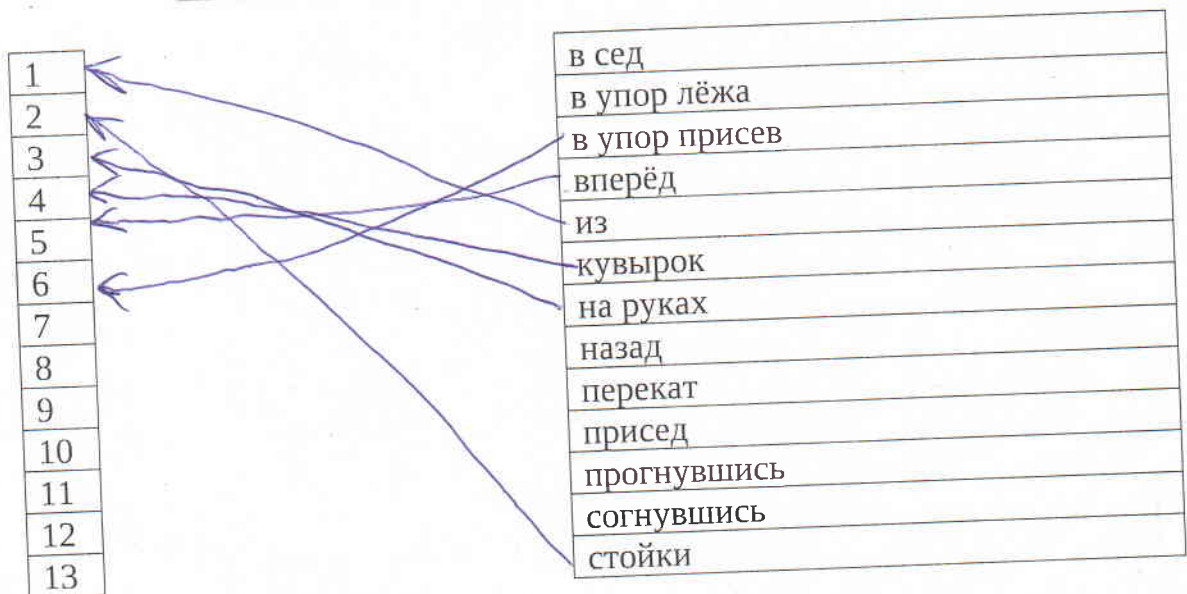 1
2
3
4
5
6
7
8
9
10
11
12
13
в сед
в упор лёжа
в упор присев
вперёд
из
кувырок
на руках
назад
перекат
присед
прогнувшись
согнувшись
стойки